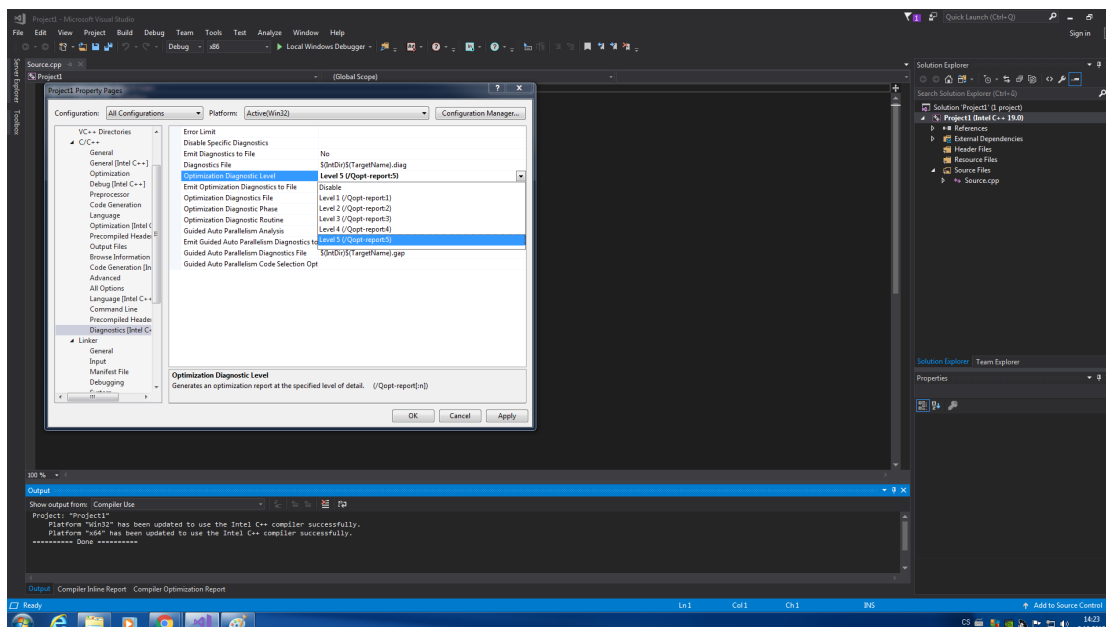 Project1 - Microsoft Visual Studio
1
Quick Launch (Ctrl+Q)
File Edit View Project Build Debug Team Tools Test Analyze Window Help
Sign in
Debug x86 Local Windows Debugger
Server Explorer
Toolbox
Source.cpp
Project1 (Global Scope)
Project1 Property Pages
Configuration: All Configurations Platform: Active(Win32) Configuration Manager...
VC++ Directories
C/C++
General
General [Intel C++]
Optimization
Debug [Intel C++]
Preprocessor
Code Generation
Language
Optimization [Intel C
Precompiled Heade
Output Files
Browse Information
Code Generation [In
Advanced
All Options
Language [Intel C++
Command Line
Precompiled Heade
Diagnostics [Intel C+
Linker
General
Input
Manifest File
Debugging
Error Limit
Disable Specific Diagnostics
Emit Diagnostics to File No
Diagnostics File $(IntDir)$(TargetName).diag
Optimization Diagnostic Level Level 5 (/Qopt-report:5)
Emit Optimization Diagnostics to File Disable
Optimization Diagnostics File Level 1 (/Qopt-report:1)
Optimization Diagnostic Phase Level 2 (/Qopt-report:2)
Optimization Diagnostic Routine Level 3 (/Qopt-report:3)
Guided Auto Parallelism Analysis Level 4 (/Qopt-report:4)
Emit Guided Auto Parallelism Diagnostics to Level 5 (/Qopt-report:5)
Guided Auto Parallelism Diagnostics File $(IntDir)$(TargetName).gap
Guided Auto Parallelism Code Selection Opt
Optimization Diagnostic Level
Generates an optimization report at the specified level of detail. (/Qopt-report[:n])
OK Cancel Apply
Solution Explorer
Search Solution Explorer (Ctrl+ů)
Solution 'Project1' (1 project)
Project1 (Intel C++ 19.0)
References
External Dependencies
Header Files
Resource Files
Source Files
Source.cpp
Solution Explorer Team Explorer
Properties
100 %
Output
Show output from: Compiler Use
Project: "Project1"
Platform "Win32" has been updated to use the Intel C++ compiler successfully.
Platform "x64" has been updated to use the Intel C++ compiler successfully.
========== Done ==========
Output Compiler Inline Report Compiler Optimization Report
Ready Ln 1 Col 1 Ch 1 INS Add to Source Control
CS 14:23